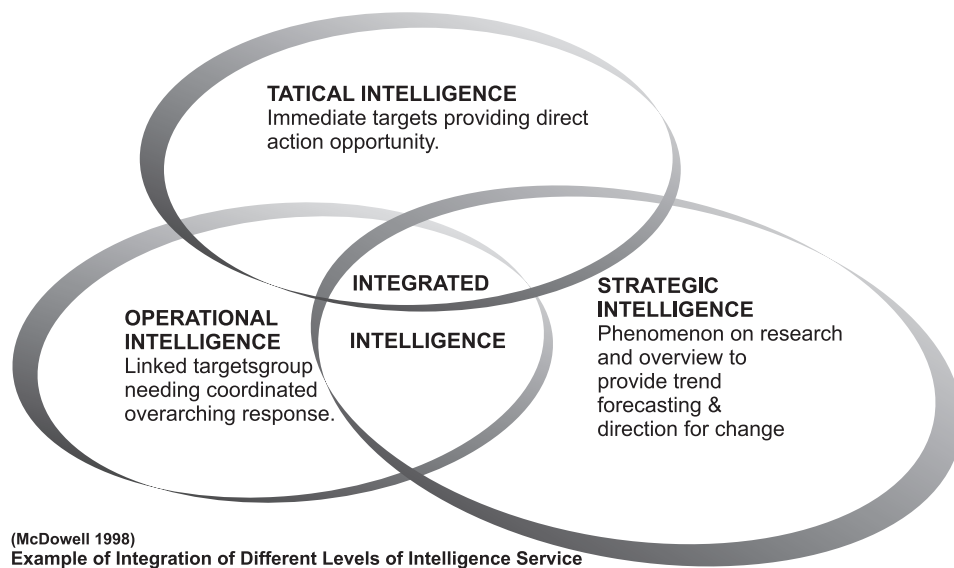 TATICAL INTELLIGENCE
Immediate targets providing direct
action opportunity.
INTEGRATED
INTELLIGENCE
OPERATIONAL
INTELLIGENCE
Linked targetsgroup
needing coordinated
overarching response.
STRATEGIC
INTELLIGENCE
Phenomenon on research
and overview to
provide trend
forecasting &
direction for change
(McDowell 1998)
Example of Integration of Different Levels of Intelligence Service